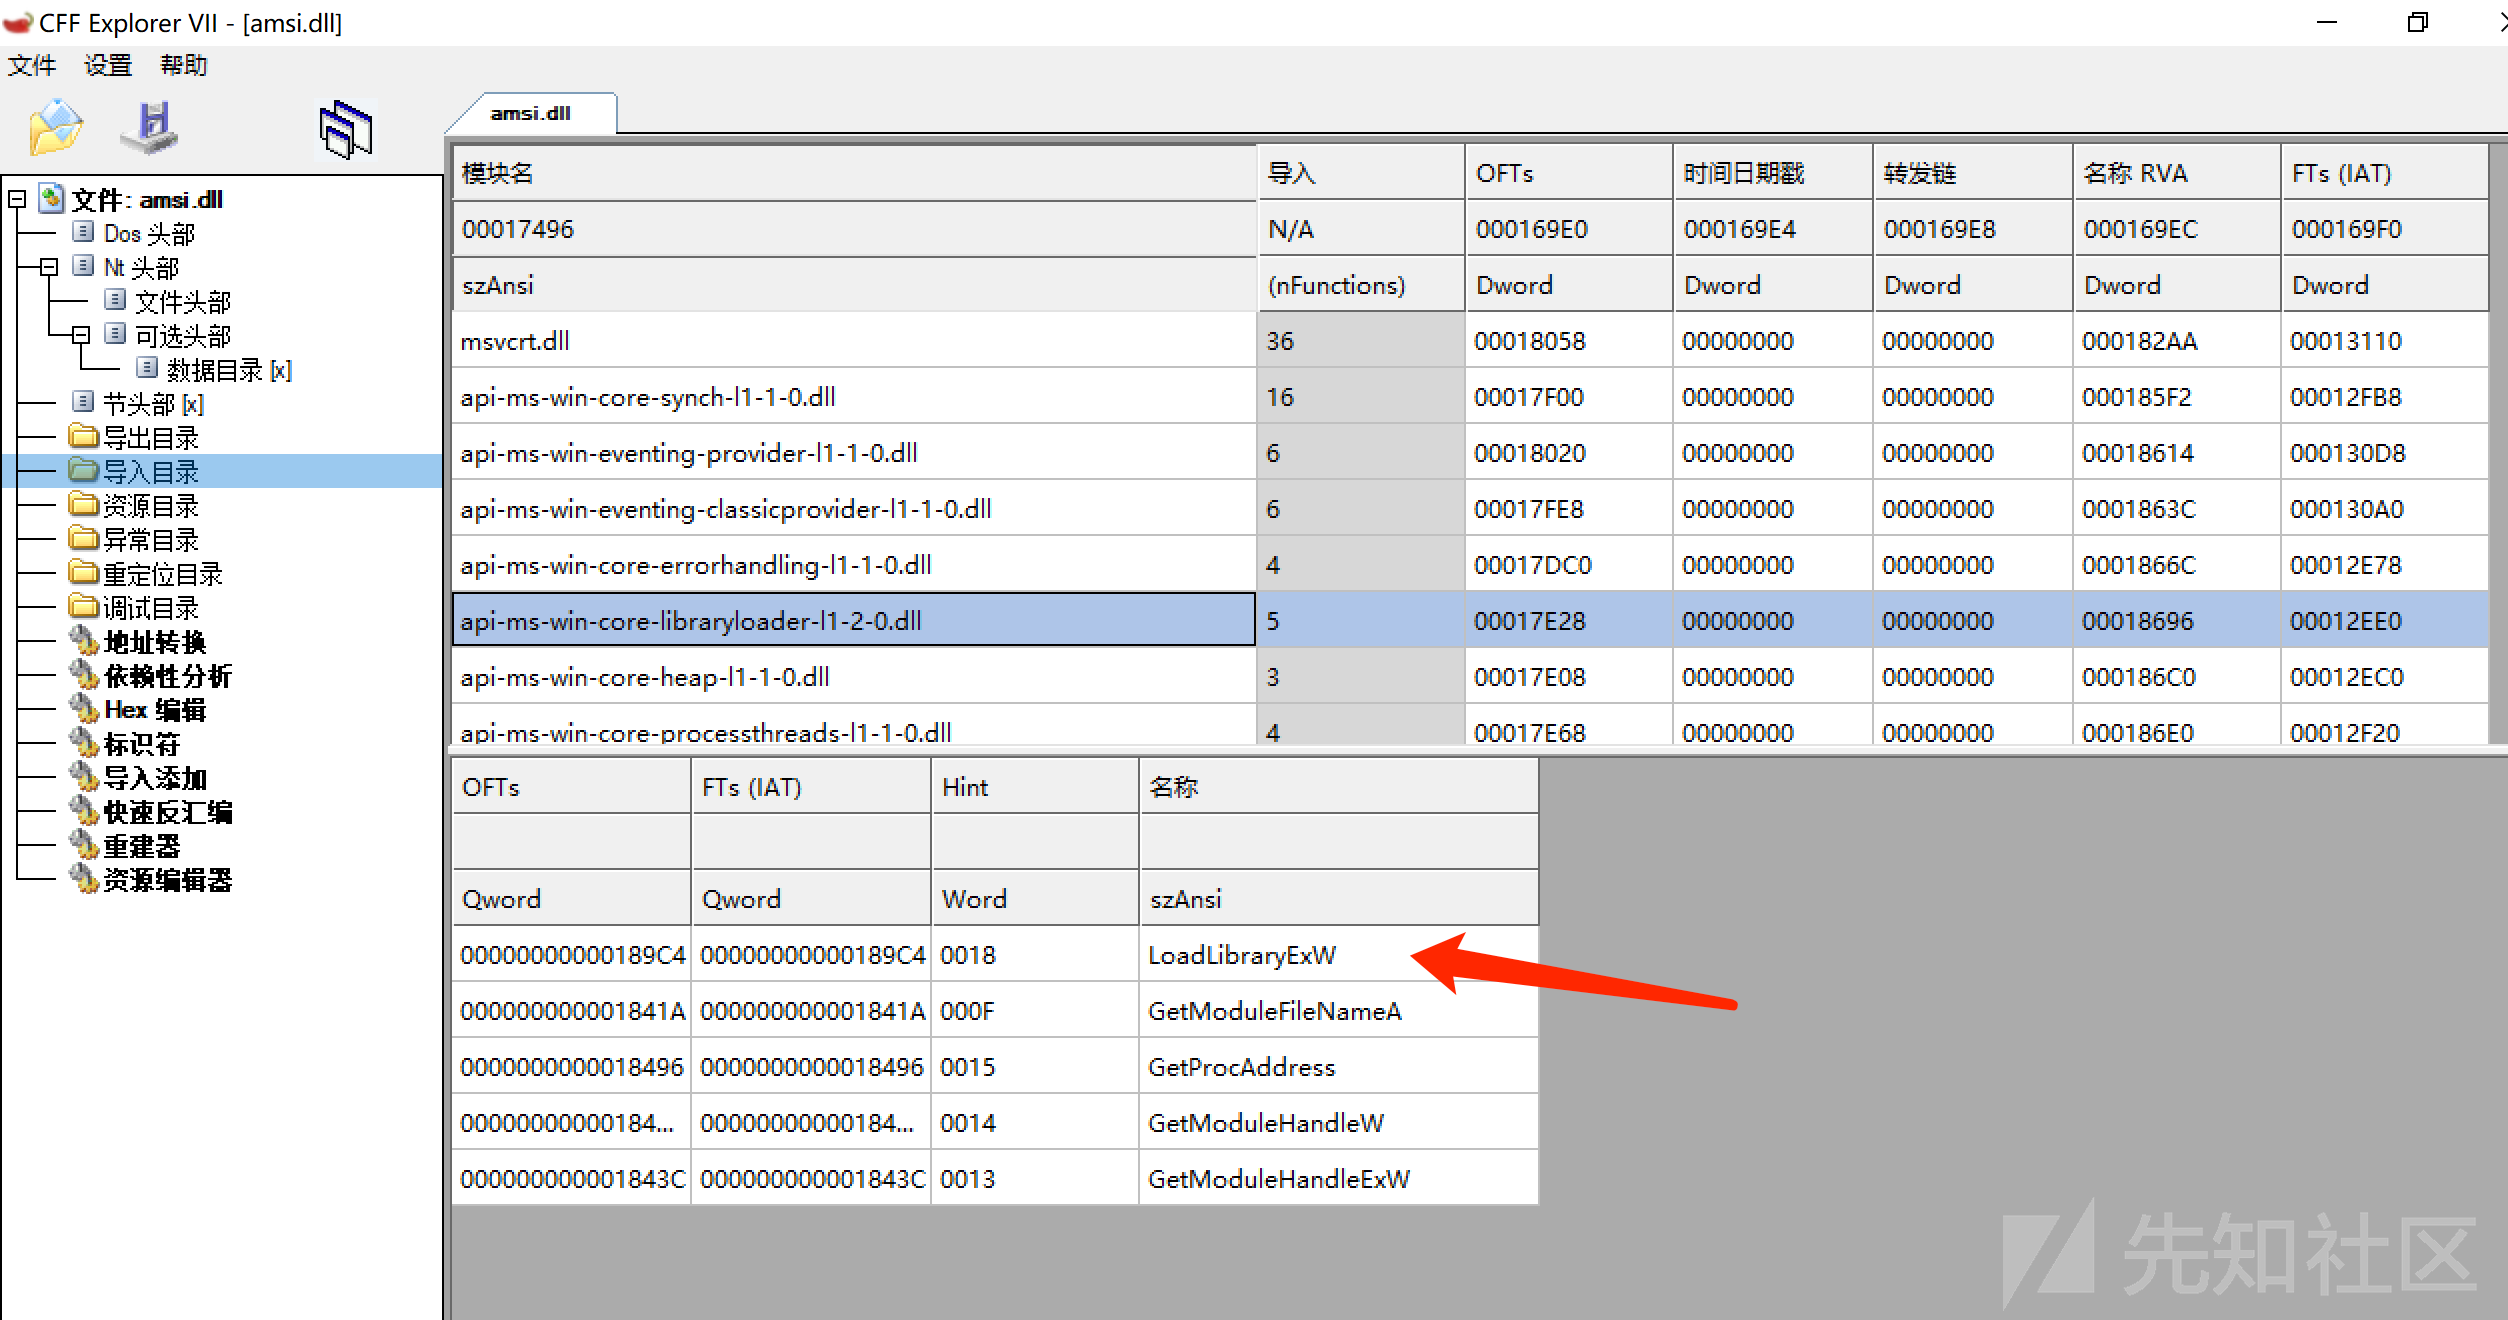 CFF Explorer VII - [amsi.dll]
文件 设置 帮助
amsi.dll
文件: amsi.dll
Dos 头部
Nt 头部
文件头部
可选头部
数据目录 [x]
节头部 [x]
导出目录
导入目录
资源目录
异常目录
重定位目录
调试目录
地址转换
依赖性分析
Hex 编辑
标识符
导入添加
快速反汇编
重建器
资源编辑器
模块名 导入 OFTs 时间日期戳 转发链 名称 RVA FTs (IAT)
00017496 N/A 000169E0 000169E4 000169E8 000169EC 000169F0
szAnsi (nFunctions) Dword Dword Dword Dword Dword
msvcrt.dll 36 00018058 00000000 00000000 000182AA 00013110
api-ms-win-core-synch-l1-1-0.dll 16 00017F00 00000000 00000000 000185F2 00012FB8
api-ms-win-eventing-provider-l1-1-0.dll 6 00018020 00000000 00000000 00018614 000130D8
api-ms-win-eventing-classicprovider-l1-1-0.dll 6 00017FE8 00000000 00000000 0001863C 000130A0
api-ms-win-core-errorhandling-l1-1-0.dll 4 00017DC0 00000000 00000000 0001866C 00012E78
api-ms-win-core-libraryloader-l1-2-0.dll 5 00017E28 00000000 00000000 00018696 00012EE0
api-ms-win-core-heap-l1-1-0.dll 3 00017E08 00000000 00000000 000186C0 00012EC0
api-ms-win-core-processthreads-l1-1-0.dll 4 00017E68 00000000 00000000 000186E0 00012F20
OFTs FTs (IAT) Hint 名称
Qword Qword Word szAnsi
00000000000189C4 00000000000189C4 0018 LoadLibraryExW
000000000001841A 000000000001841A 000F GetModuleFileNameA
0000000000018496 0000000000018496 0015 GetProcAddress
00000000000184... 00000000000184... 0014 GetModuleHandleW
000000000001843C 000000000001843C 0013 GetModuleHandleExW
先知社区